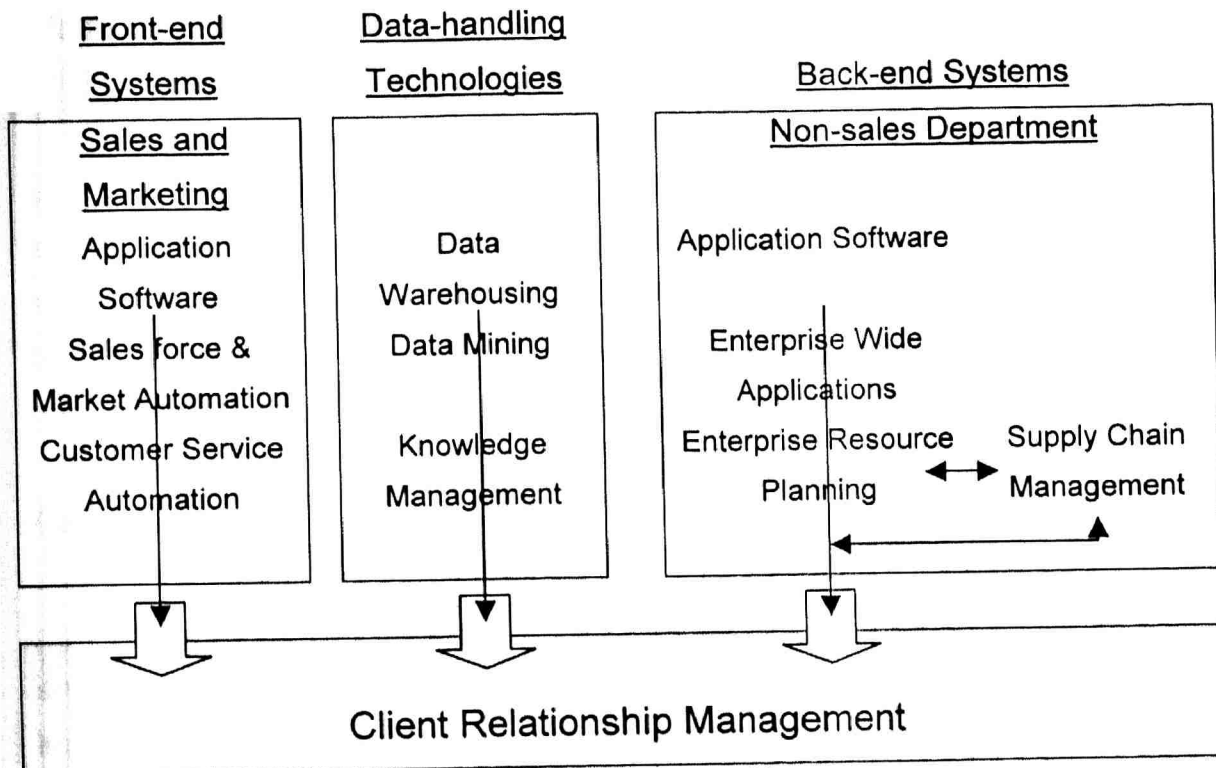 Front-end
Systems
Sales and
Marketing
Application
Software
Sales force &
Market Automation
Customer Service
Automation
Data-handling
Technologies
Data
Warehousing
Data Mining
Knowledge
Management
Back-end Systems
Non-sales Department
Application Software
Enterprise Wide
Applications
Enterprise Resource
Planning
Supply Chain
Management
Client Relationship Management